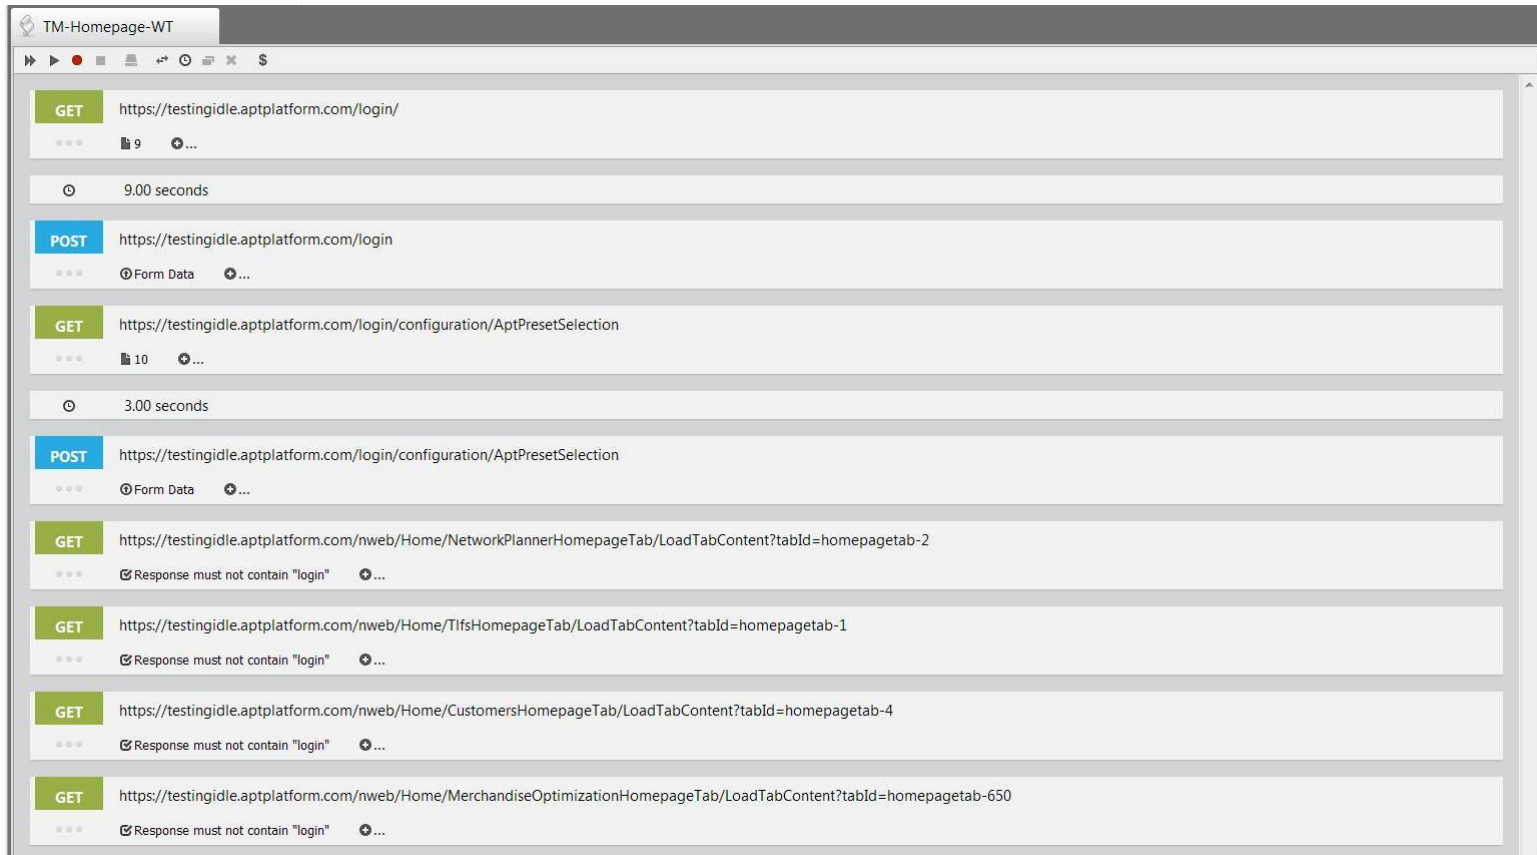 TM-Homepage-WT
$
GET https://testingidle.aptplatform.com/login/
9 ...
9.00 seconds
POST https://testingidle.aptplatform.com/login
Form Data ...
GET https://testingidle.aptplatform.com/login/configuration/AptPresetSelection
10 ...
3.00 seconds
POST https://testingidle.aptplatform.com/login/configuration/AptPresetSelection
Form Data ...
GET https://testingidle.aptplatform.com/nweb/Home/NetworkPlannerHomepageTab/LoadTabContent?tabId=homepagetab-2
Response must not contain "login" ...
GET https://testingidle.aptplatform.com/nweb/Home/TlfsHomepageTab/LoadTabContent?tabId=homepagetab-1
Response must not contain "login" ...
GET https://testingidle.aptplatform.com/nweb/Home/CustomersHomepageTab/LoadTabContent?tabId=homepagetab-4
Response must not contain "login" ...
GET https://testingidle.aptplatform.com/nweb/Home/MerchandiseOptimizationHomepageTab/LoadTabContent?tabId=homepagetab-650
Response must not contain "login" ...